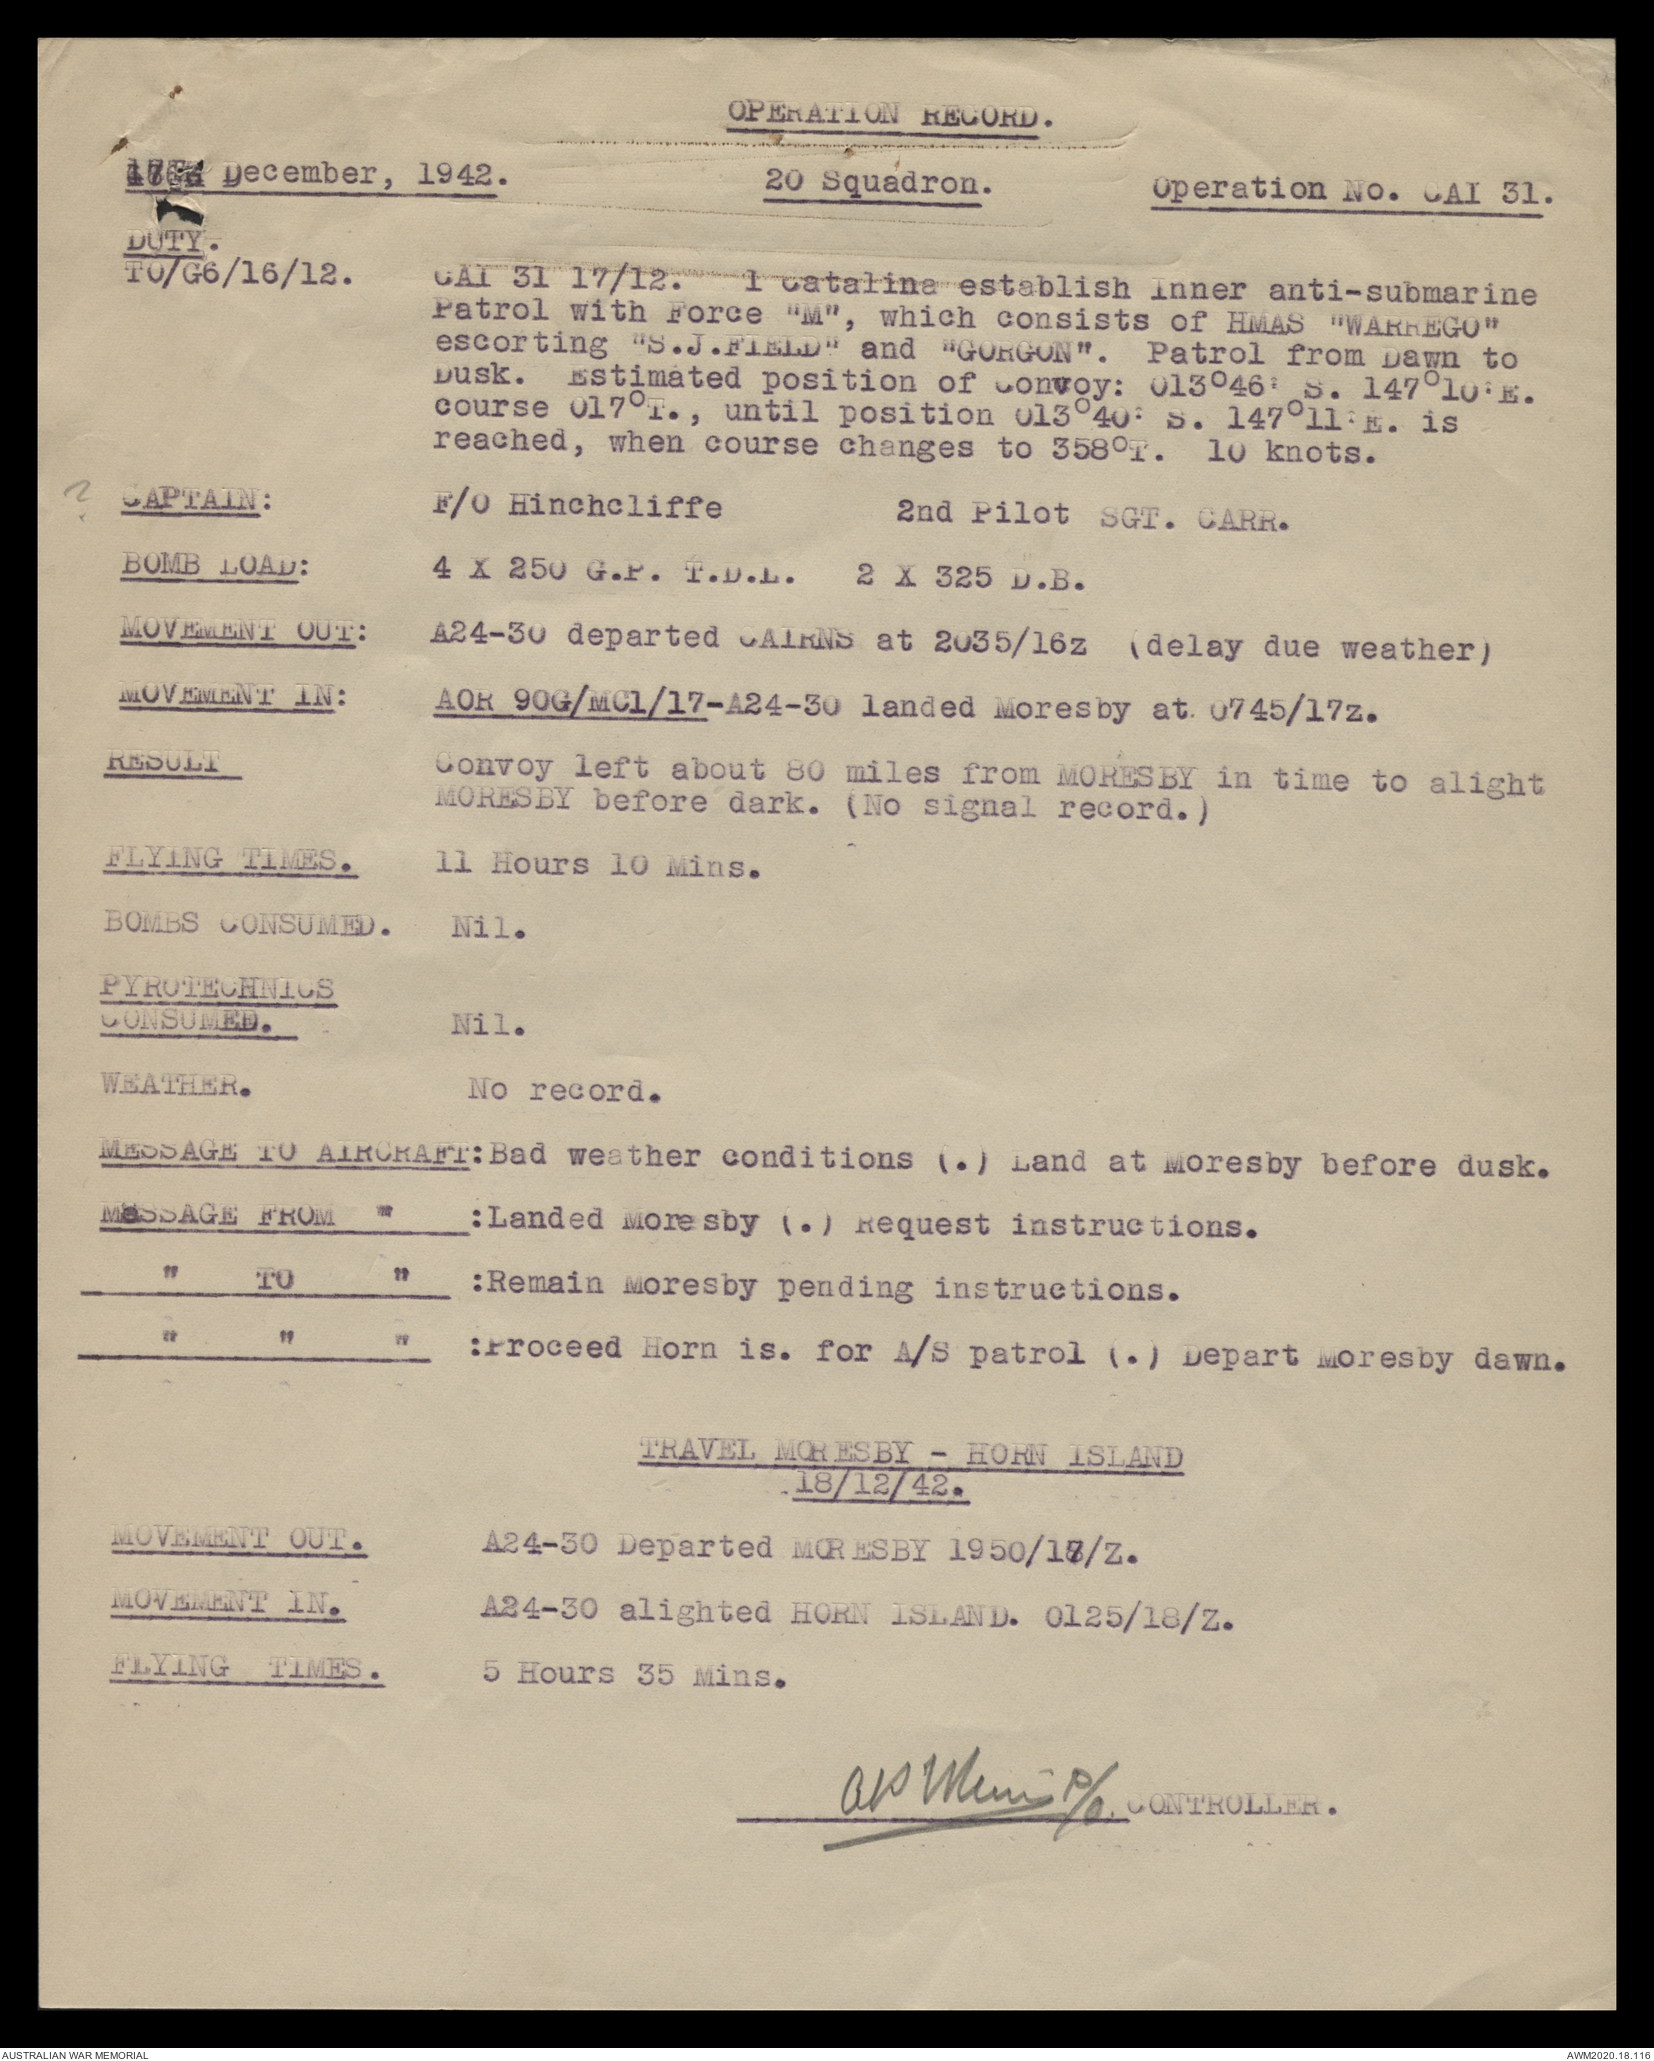 OPERATION RECORD.
December, 1942. 20 Squadron. Operation No. CAI 31.
DUTY.
TO/G6/16/12. CAI 31 17/12. 1 Catalina establish Inner anti-submarine
Patrol with Force "M", which consists of HMAS "WARREGO"
escorting "S.J.FIELD" and "GORGON". Patrol from Dawn to
Dusk. Estimated position of Convoy: 013°46' S. 147°10'E.
course 017°T., until position 013°40' S. 147°11'E. is
reached, when course changes to 358°T. 10 knots.
? CAPTAIN: F/O Hinchcliffe 2nd Pilot SGT. CARR.
BOMB LOAD: 4 X 250 G.P. T.D.L. 2 X 325 D.B.
MOVEMENT OUT: A24-30 departed CAIRNS at 2035/16z (delay due weather)
MOVEMENT IN: AOR 90G/MC1/17-A24-30 landed Moresby at. 0745/17z.
RESULT Convoy left about 80 miles from MORESBY in time to alight
MORESBY before dark. (No signal record.)
FLYING TIMES. 11 Hours 10 Mins.
BOMBS CONSUMED. Nil.
PYROTECHNICS
CONSUMED. Nil.
WEATHER. No record.
MESSAGE TO AIRCRAFT:Bad weather conditions (.) Land at Moresby before dusk.
MeSSAGE FROM " :Landed Moresby (.) Request instructions.
" TO " :Remain Moresby pending instructions.
" " " :Proceed Horn is. for A/S patrol (.) Depart Moresby dawn.
TRAVEL MORESBY - HORN ISLAND
18/12/42.
MOVEMENT OUT. A24-30 Departed MORESBY 1950/17/Z.
MOVEMENT IN. A24-30 alighted HORN ISLAND. 0125/18/Z.
FLYING TIMES. 5 Hours 35 Mins.
P/O. CONTROLLER.
AUSTRALIAN WAR MEMORIAL AWM2020.18.116